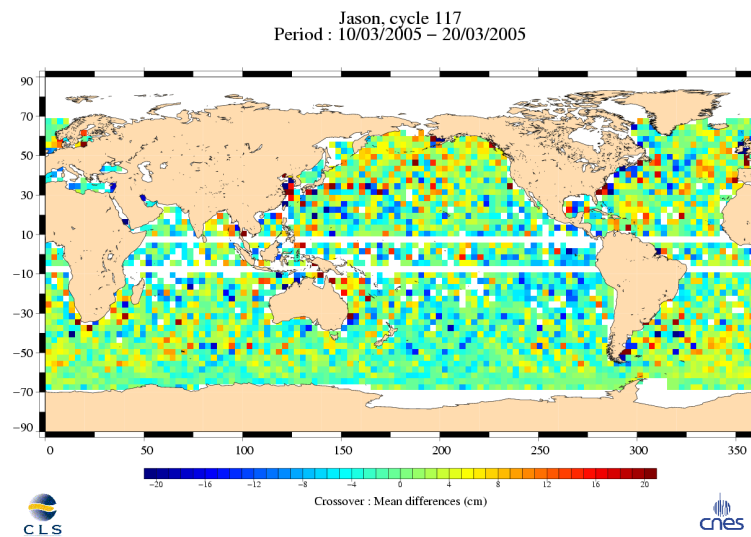 Jason, cycle 117
Period : 10/03/2005 − 20/03/2005
90
70
50
30
10
−10
−30
−50
−70
−90
0 50 100 150 200 250 300 350
−20 −16 −12 −8 −4 0 4 8 12 16 20
Crossover : Mean differences (cm)
CLS
cnes